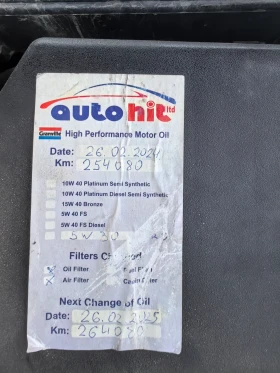 autohit ltd
High Performance Motor Oil
Date: 26.02.2024
Km: 254080
10W 40 Platinum Semi Synthetic
10W 40 Platinum Diesel Semi Synthetic
15W 40 Bronze
5W 40 FS
5W 40 FS Diesel
5W 30
Filters
Oil Filter
Air Filter
Next Change of Oil
Date: 26.02.2025
Km: 264080